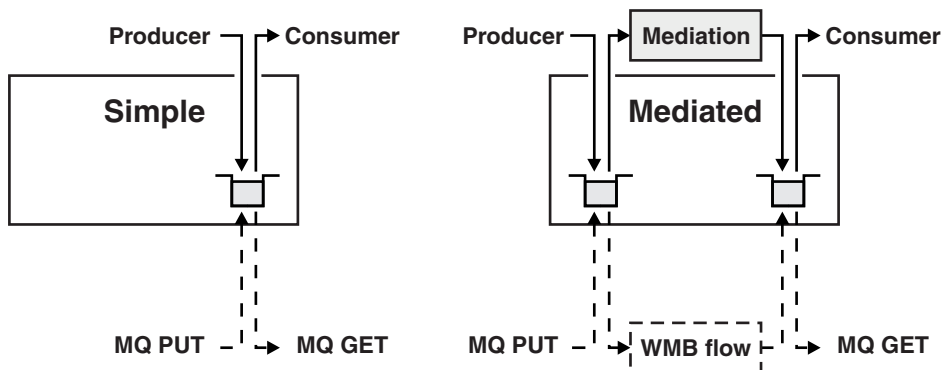 Producer Consumer Producer Mediation Consumer
Simple Mediated
MQ PUT MQ GET MQ PUT WMB flow MQ GET